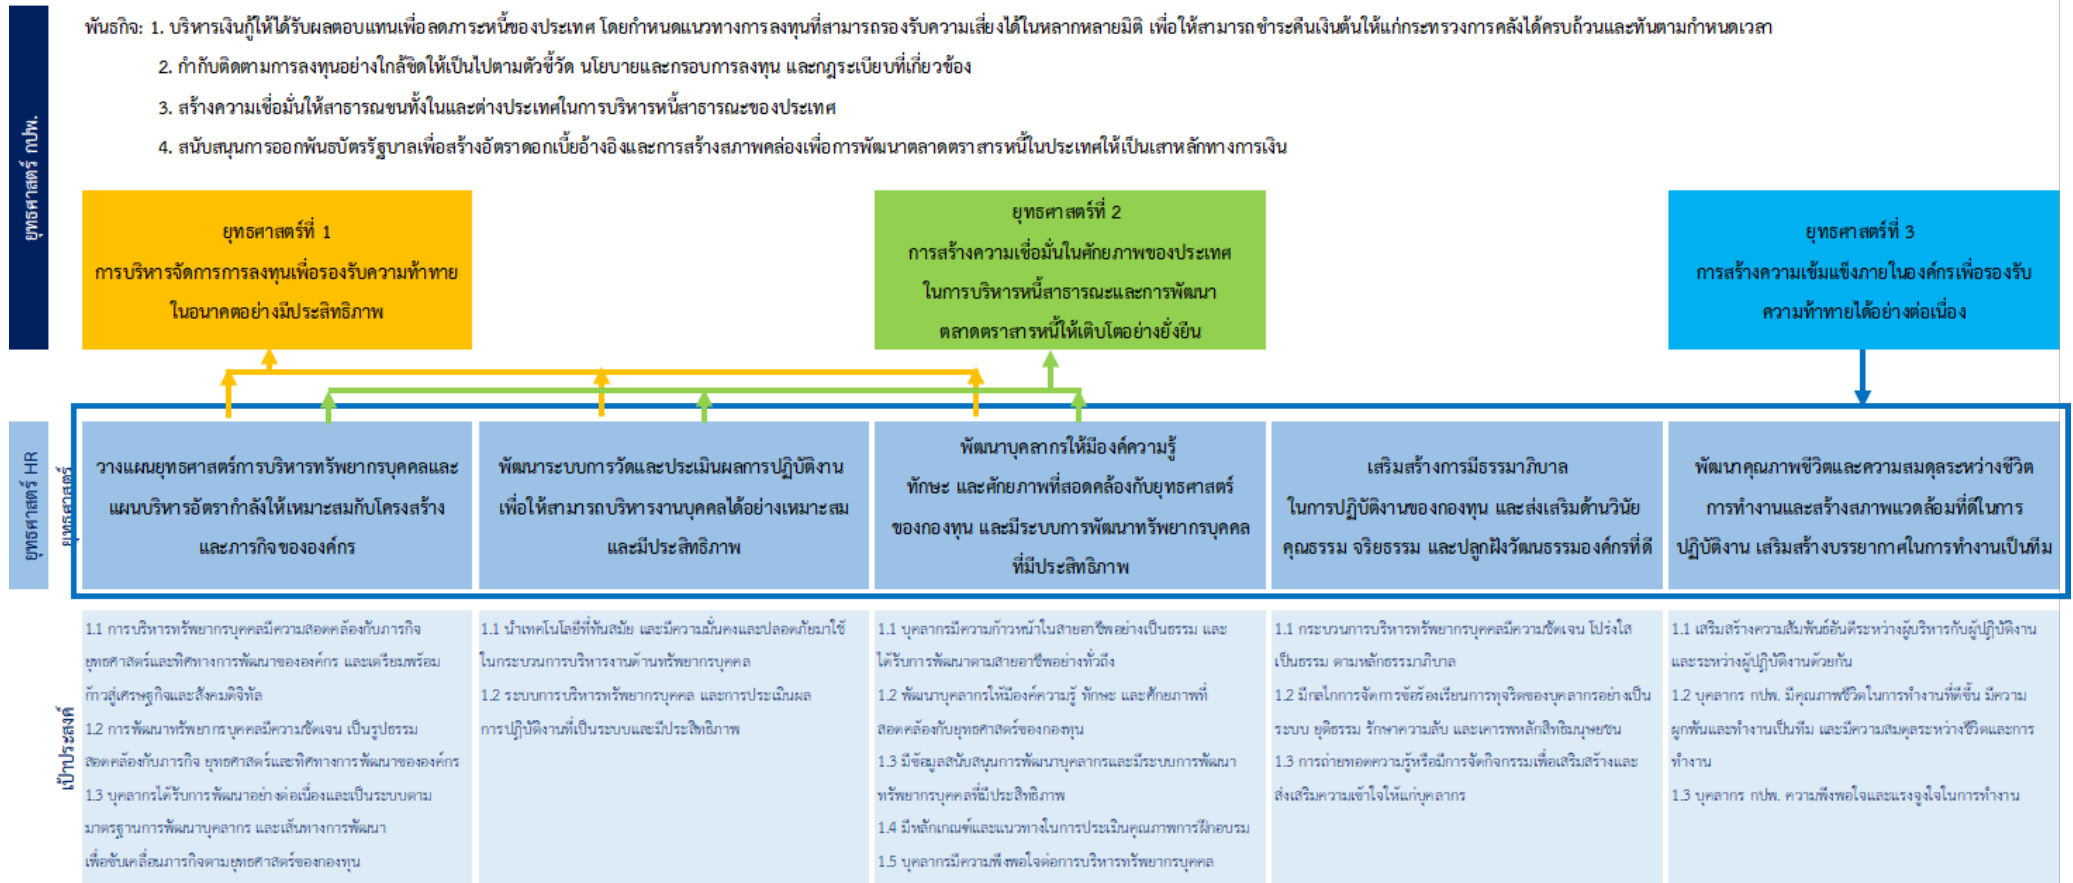 พันธกิจ: 1. บริหารเงินกู้ให้ได้รับผลตอบแทนเพื่อลดภาระหนี้ของประเทศ โดยกำหนดแนวทางการลงทุนที่สามารถรองรับความเสี่ยงได้ในหลากหลายมิติ เพื่อให้สามารถชำระคืนเงินต้นให้แก่กระทรวงการคลังได้ครบถ้วนและทันตามกำหนดเวลา
2. กำกับติดตามการลงทุนอย่างใกล้ชิดให้เป็นไปตามตัวชี้วัด นโยบายและกรอบการลงทุน และกฎระเบียบที่เกี่ยวข้อง
3. สร้างความเชื่อมั่นให้สาธารณชนทั้งในและต่างประเทศในการบริหารหนี้สาธารณะของประเทศ
4. สนับสนุนการออกพันธบัตรรัฐบาลเพื่อสร้างอัตราดอกเบี้ยอ้างอิงและการสร้างสภาพคล่องเพื่อการพัฒนาตลาดตราสารหนี้ในประเทศให้เป็นเสาหลักทางการเงิน
ยุทธศาสตร์ กปพ.
ยุทธศาสตร์ที่ 1
การบริหารจัดการการลงทุนเพื่อรองรับความท้าทาย
ในอนาคตอย่างมีประสิทธิภาพ
ยุทธศาสตร์ที่ 2
การสร้างความเชื่อมั่นในศักยภาพของประเทศ
ในการบริหารหนี้สาธารณะและการพัฒนา
ตลาดตราสารหนี้ให้เติบโตอย่างยั่งยืน
ยุทธศาสตร์ที่ 3
การสร้างความเข้มแข็งภายในองค์กรเพื่อรองรับ
ความท้าทายได้อย่างต่อเนื่อง
ยุทธศาสตร์ HR
ยุทธศาสตร์
วางแผนยุทธศาสตร์การบริหารทรัพยากรบุคคลและ
แผนบริหารอัตรากำลังให้เหมาะสมกับโครงสร้าง
และภารกิจขององค์กร
พัฒนาระบบการวัดและประเมินผลการปฏิบัติงาน
เพื่อให้สามารถบริหารงานบุคคลได้อย่างเหมาะสม
และมีประสิทธิภาพ
พัฒนาบุคลากรให้มีองค์ความรู้
ทักษะ และศักยภาพที่สอดคล้องกับยุทธศาสตร์
ของกองทุน และมีระบบการพัฒนาทรัพยากรบุคคล
ที่มีประสิทธิภาพ
เสริมสร้างการมีธรรมาภิบาล
ในการปฏิบัติงานของกองทุน และส่งเสริมด้านวินัย
คุณธรรม จริยธรรม และปลูกฝังวัฒนธรรมองค์กรที่ดี
พัฒนาคุณภาพชีวิตและความสมดุลระหว่างชีวิต
การทำงานและสร้างสภาพแวดล้อมที่ดีในการ
ปฏิบัติงาน เสริมสร้างบรรยากาศในการทำงานเป็นทีม
เป้าประสงค์
1.1 การบริหารทรัพยากรบุคคลมีความสอดคล้องกับภารกิจ
ยุทธศาสตร์และทิศทางการพัฒนาขององค์กร และเตรียมพร้อม
ก้าวสู่เศรษฐกิจและสังคมดิจิทัล
1.2 การพัฒนาทรัพยากรบุคคลมีความชัดเจน เป็นรูปธรรม
สอดคล้องกับภารกิจ ยุทธศาสตร์และทิศทางการพัฒนาขององค์กร
1.3 บุคลากรได้รับการพัฒนาอย่างต่อเนื่องและเป็นระบบตาม
มาตรฐานการพัฒนาบุคลากร และเส้นทางการพัฒนา
เพื่อขับเคลื่อนภารกิจตามยุทธศาสตร์ของกองทุน
1.1 นำเทคโนโลยีที่ทันสมัย และมีความมั่นคงและปลอดภัยมาใช้
ในกระบวนการบริหารงานด้านทรัพยากรบุคคล
1.2 ระบบการบริหารทรัพยากรบุคคล และการประเมินผล
การปฏิบัติงานที่เป็นระบบและมีประสิทธิภาพ
1.1 บุคลากรมีความก้าวหน้าในสายอาชีพอย่างเป็นธรรม และ
ได้รับการพัฒนาตามสายอาชีพอย่างทั่วถึง
1.2 พัฒนาบุคลากรให้มีองค์ความรู้ ทักษะ และศักยภาพที่
สอดคล้องกับยุทธศาสตร์ของกองทุน
1.3 มีข้อมูลสนับสนุนการพัฒนาบุคลากรและมีระบบการพัฒนา
ทรัพยากรบุคคลที่มีประสิทธิภาพ
1.4 มีหลักเกณฑ์และแนวทางในการประเมินคุณภาพการฝึกอบรม
1.5 บุคลากรมีความพึงพอใจต่อการบริหารทรัพยากรบุคคล
1.1 กระบวนการบริหารทรัพยากรบุคคลมีความชัดเจน โปร่งใส
เป็นธรรม ตามหลักธรรมาภิบาล
1.2 มีกลไกการจัดการข้อร้องเรียนการทุจริตของบุคลากรอย่างเป็น
ระบบ ยุติธรรม รักษาความลับ และเคารพหลักสิทธิมนุษยชน
1.3 การถ่ายทอดความรู้หรือมีการจัดกิจกรรมเพื่อเสริมสร้างและ
ส่งเสริมความเข้าใจให้แก่บุคลากร
1.1 เสริมสร้างความสัมพันธ์อันดีระหว่างผู้บริหารกับผู้ปฏิบัติงาน
และระหว่างผู้ปฏิบัติงานด้วยกัน
1.2 บุคลากร กปพ. มีคุณภาพชีวิตในการทำงานที่ดีขึ้น มีความ
ผูกพันและทำงานเป็นทีม และมีความสมดุลระหว่างชีวิตและการ
ทำงาน
1.3 บุคลากร กปพ. ความพึงพอใจและแรงจูงใจในการทำงาน